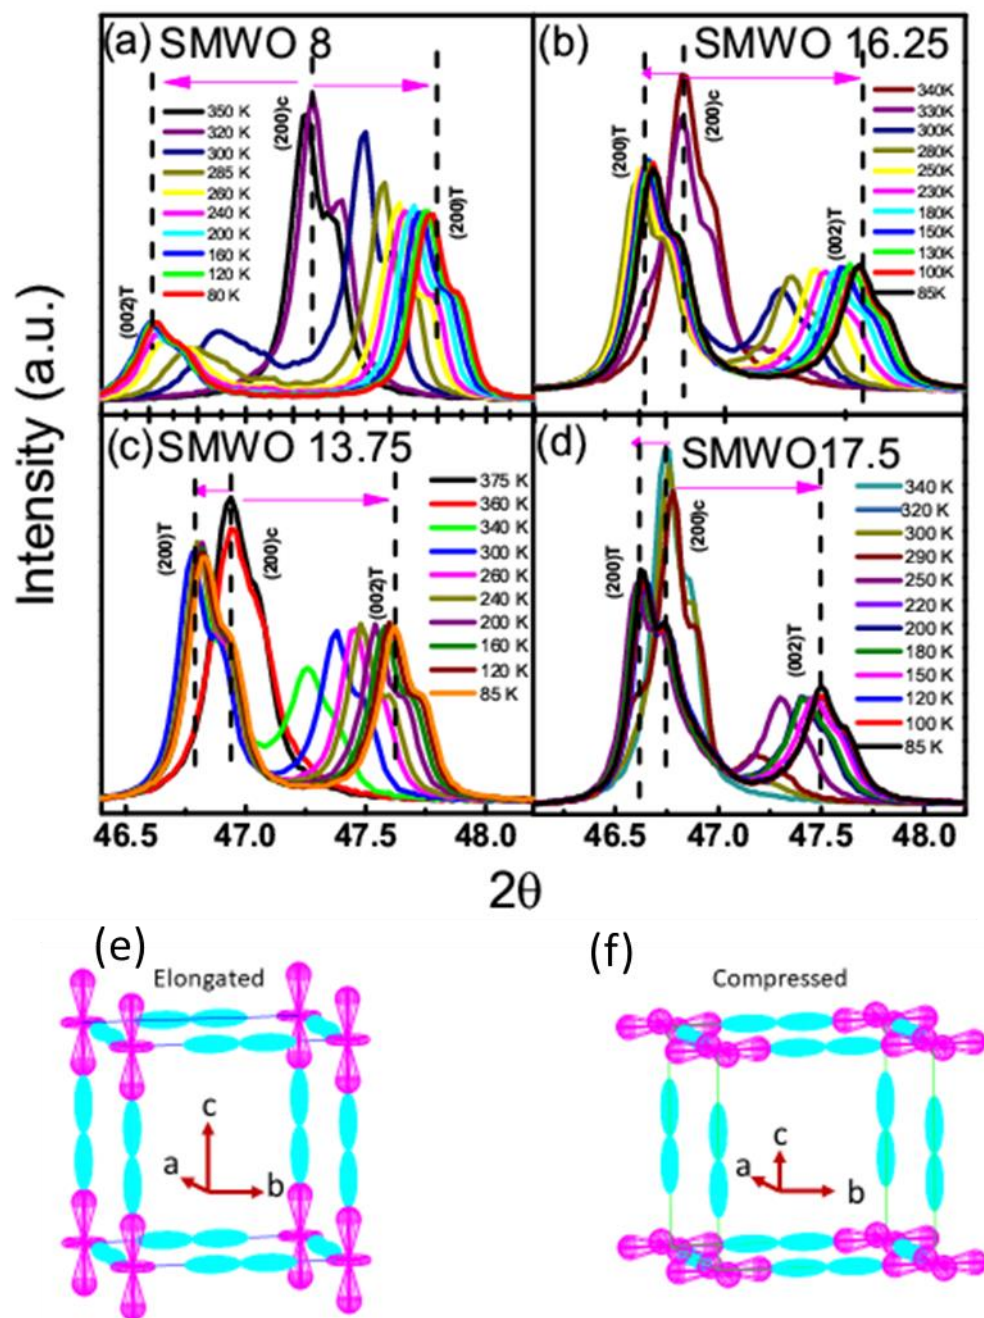 (a) SMWO 8
(002)T
(200)c
(200)T
350 K
320 K
300 K
285 K
260 K
240 K
200 K
160 K
120 K
80 K
(b) SMWO 16.25
(200)T
(200)c
(002)T
340K
330K
300K
280K
250K
230K
180K
150K
130K
100K
85K
Intensity (a.u.)
(c) SMWO 13.75
(200)T
(200)c
(002)T
375 K
360 K
340 K
300 K
260 K
240 K
200 K
160 K
120 K
85 K
(d) SMWO17.5
(200)T
(200)c
(002)T
340 K
320 K
300 K
290 K
250 K
220 K
200 K
180 K
150 K
120 K
100 K
85 K
46.5 47.0 47.5 48.0
46.5 47.0 47.5 48.0
2θ
(e)
Elongated
c
a
b
(f)
Compressed
c
a
b